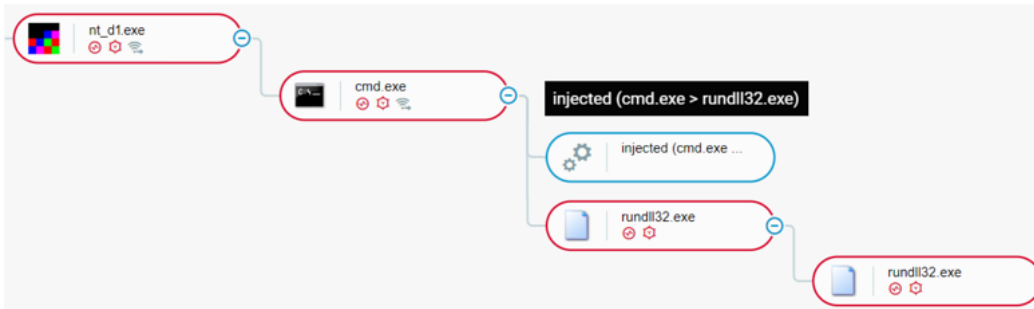 nt_d1.exe
cmd.exe
injected (cmd.exe > rundll32.exe)
injected (cmd.exe ...
rundll32.exe
rundll32.exe